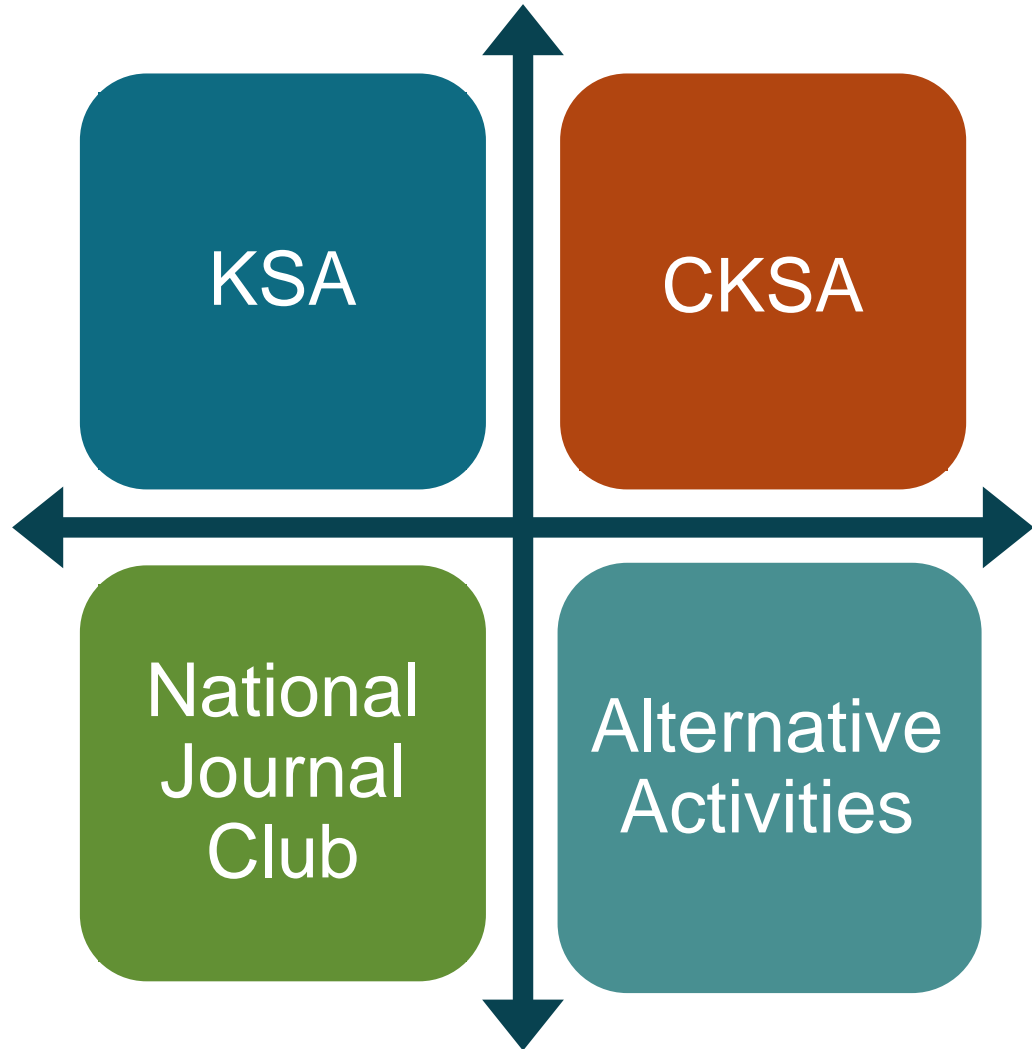 KSA
CKSA
National
Journal
Club
Alternative
Activities